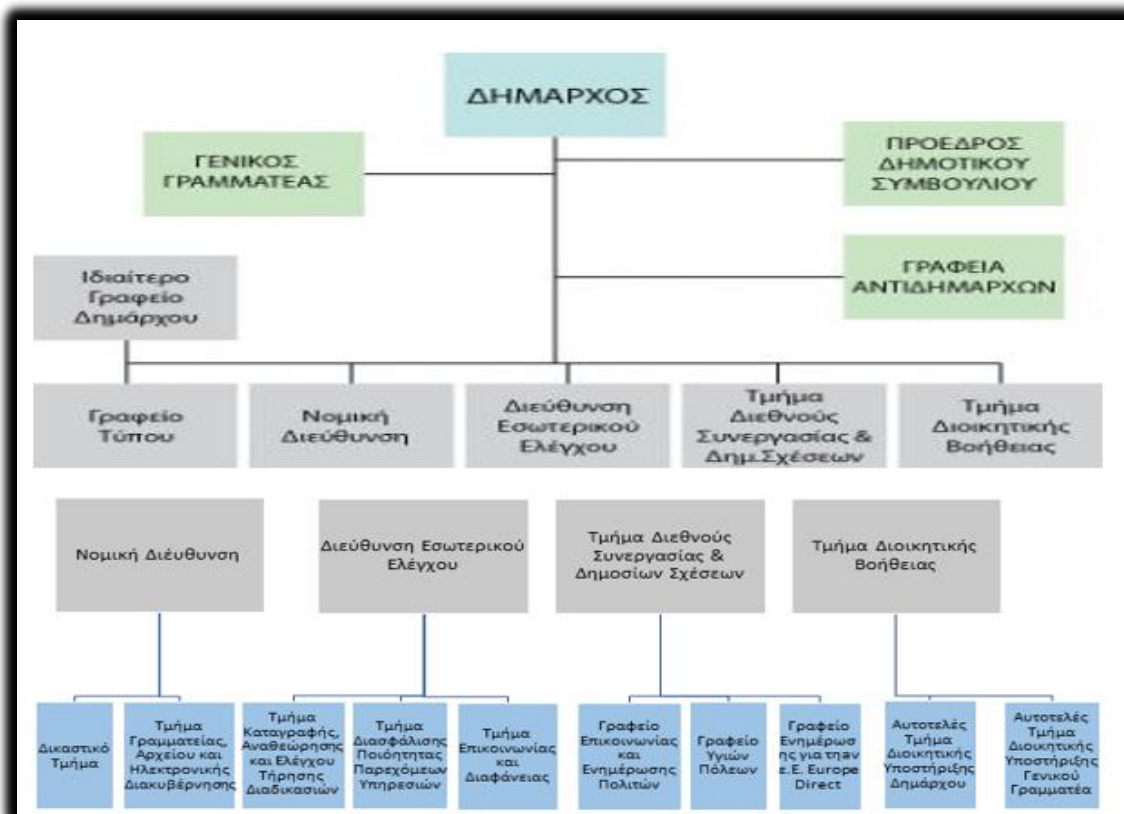 ΔΗΜΑΡΧΟΣ
ΓΕΝΙΚΟΣ
ΓΡΑΜΜΑΤΕΑΣ
ΠΡΟΕΔΡΟΣ
ΔΗΜΟΤΙΚΟΥ
ΣΥΜΒΟΥΛΙΟΥ
ΓΡΑΦΕΙΑ
ΑΝΤΙΔΗΜΑΡΧΩΝ
Ιδιαίτερο
Γραφείο
Δημάρχου
Γραφείο
Τύπου
Νομική
Διεύθυνση
Διεύθυνση
Εσωτερικού
Ελέγχου
Τμήμα
Διεθνούς
Συνεργασίας &
Δημ.Σχέσεων
Τμήμα
Διοικητικής
Βοήθειας
Νομική Διέυθυνση
Διεύθυνση Εσωτερικού
Ελέγχου
Τμήμα Διεθνούς
Συνεργασίας &
Δημοσίων Σχέσεων
Τμήμα Διοικητικής
Βοήθειας
Δικαστικό
Τμήμα
Τμήμα
Γραμματείας,
Αρχείου και
Ηλεκτρονικής
Διακυβέρνησης
Τμήμα
Καταγραφής,
Αναθεώρησης
και Ελέγχου
Τήρησης
Διαδικασιών
Τμήμα
Διασφάλισης
Ποιότητας
Παρεχόμεων
Υπηρεσιών
Τμήμα
Επικοινωνίας
και
Διαφάνειας
Γραφείο
Επικοινωνίας
και
Ενημέρωσης
Πολιτών
Γραφείο
Υγιών
Πόλεων
Γραφείο
Ενημέρωσ
ης για τηαν
e.E. Europe
Direct
Αυτοτελές
Τμήμα
Διοικητικής
Υποστήριξης
Δημάρχου
Αυτοτελές
Τμήμα
Διοικητικής
Υποστήριξης
Γενικού
Γραμματέα